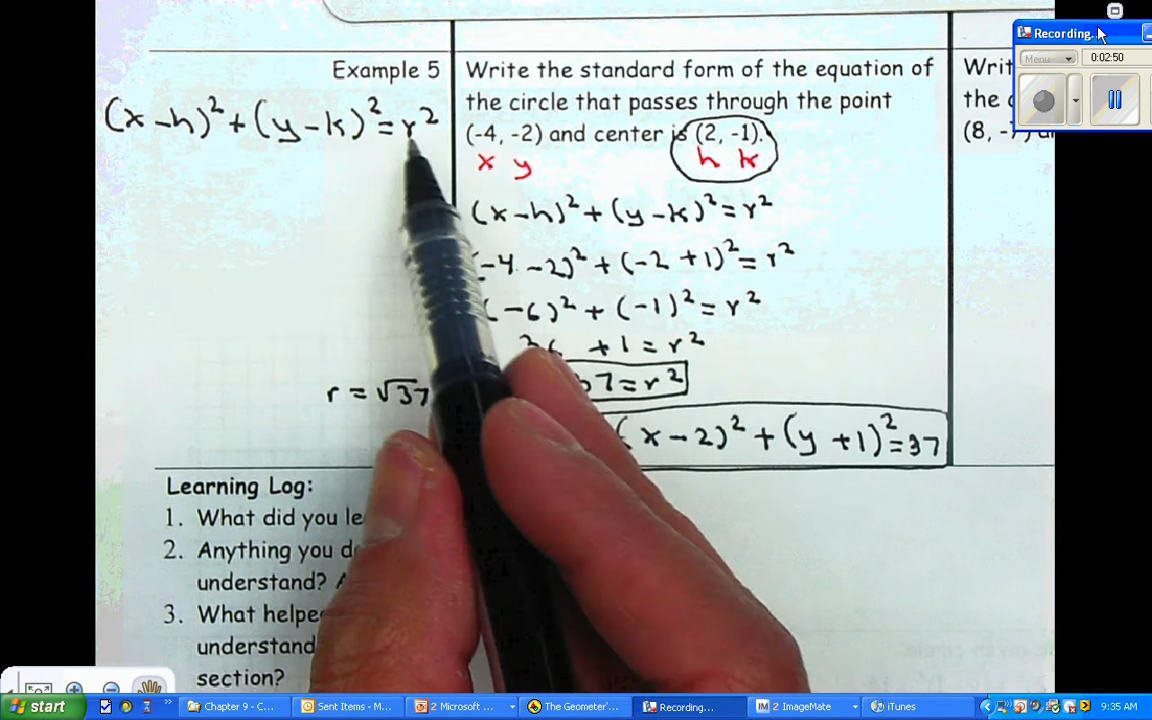 Recording...
Menu
0:02:50
Example 5
(x-h)²+(y-k)²=r²
Write the standard form of the equation of
the circle that passes through the point
(-4, -2) and center is (2, -1).
x y h k
(x-h)²+(y-k)²=r²
(-4-2)²+(-2+1)²=r²
(-6)²+(-1)²=r²
+1=r²
37=r²
r=√37
(x-2)²+(y+1)²=37
Writ
the
(8, -7)
Learning Log:
1. What did you le
2. Anything you d
understand?
3. What helpe
understand
section?
start
Chapter 9 - C...
Sent Items - M...
2 Microsoft ...
The Geometer'...
Recording...
2 ImageMate
iTunes
9:35 AM